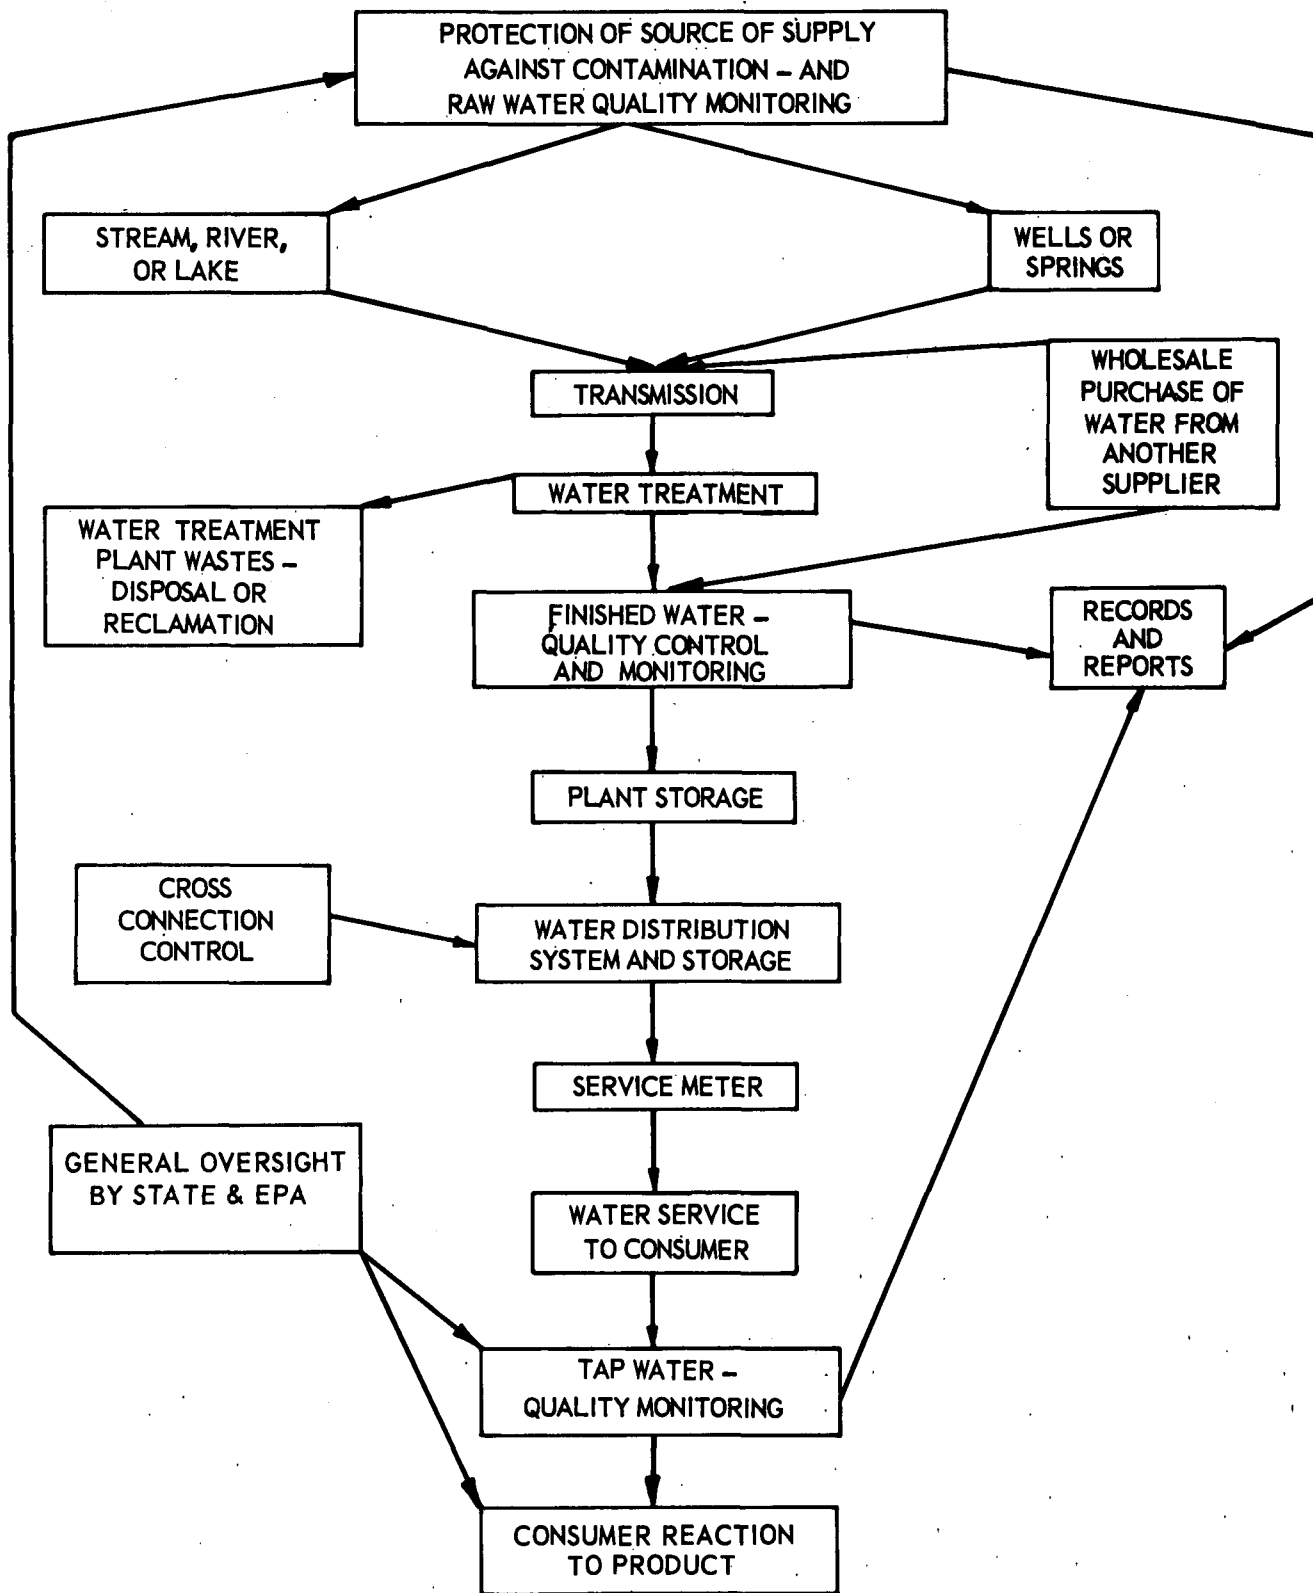 PROTECTION OF SOURCE OF SUPPLY
AGAINST CONTAMINATION – AND
RAW WATER QUALITY MONITORING
STREAM, RIVER,
OR LAKE
WELLS OR
SPRINGS
TRANSMISSION
WHOLESALE
PURCHASE OF
WATER FROM
ANOTHER
SUPPLIER
WATER TREATMENT
WATER TREATMENT
PLANT WASTES –
DISPOSAL OR
RECLAMATION
FINISHED WATER –
QUALITY CONTROL
AND MONITORING
RECORDS
AND
REPORTS
PLANT STORAGE
CROSS
CONNECTION
CONTROL
WATER DISTRIBUTION
SYSTEM AND STORAGE
SERVICE METER
GENERAL OVERSIGHT
BY STATE & EPA
WATER SERVICE
TO CONSUMER
TAP WATER –
QUALITY MONITORING
CONSUMER REACTION
TO PRODUCT